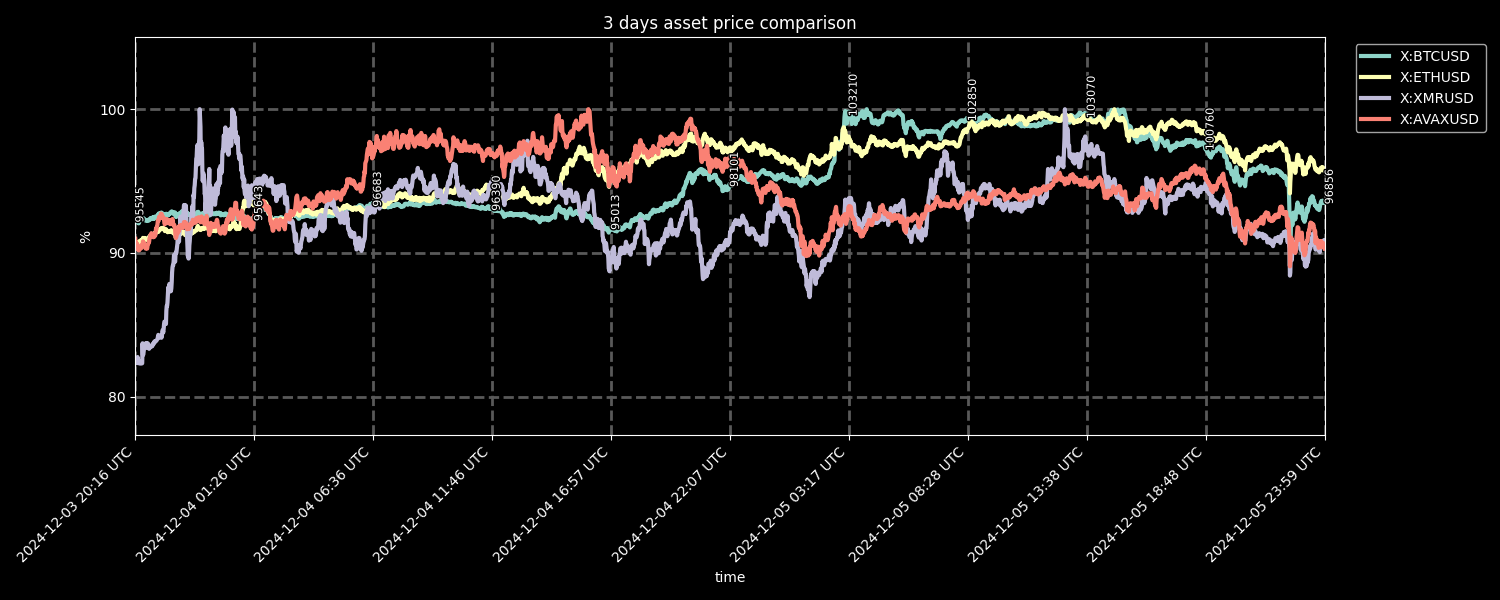 3 days asset price comparison
X:BTCUSD
X:ETHUSD
X:XMRUSD
X:AVAXUSD
%
100
90
80
95545
95643
96683
96390
95013
98101
103210
102850
103070
100760
96856
2024-12-03 20:16 UTC
2024-12-04 01:26 UTC
2024-12-04 06:36 UTC
2024-12-04 11:46 UTC
2024-12-04 16:57 UTC
2024-12-04 22:07 UTC
2024-12-05 03:17 UTC
2024-12-05 08:28 UTC
2024-12-05 13:38 UTC
2024-12-05 18:48 UTC
2024-12-05 23:59 UTC
time